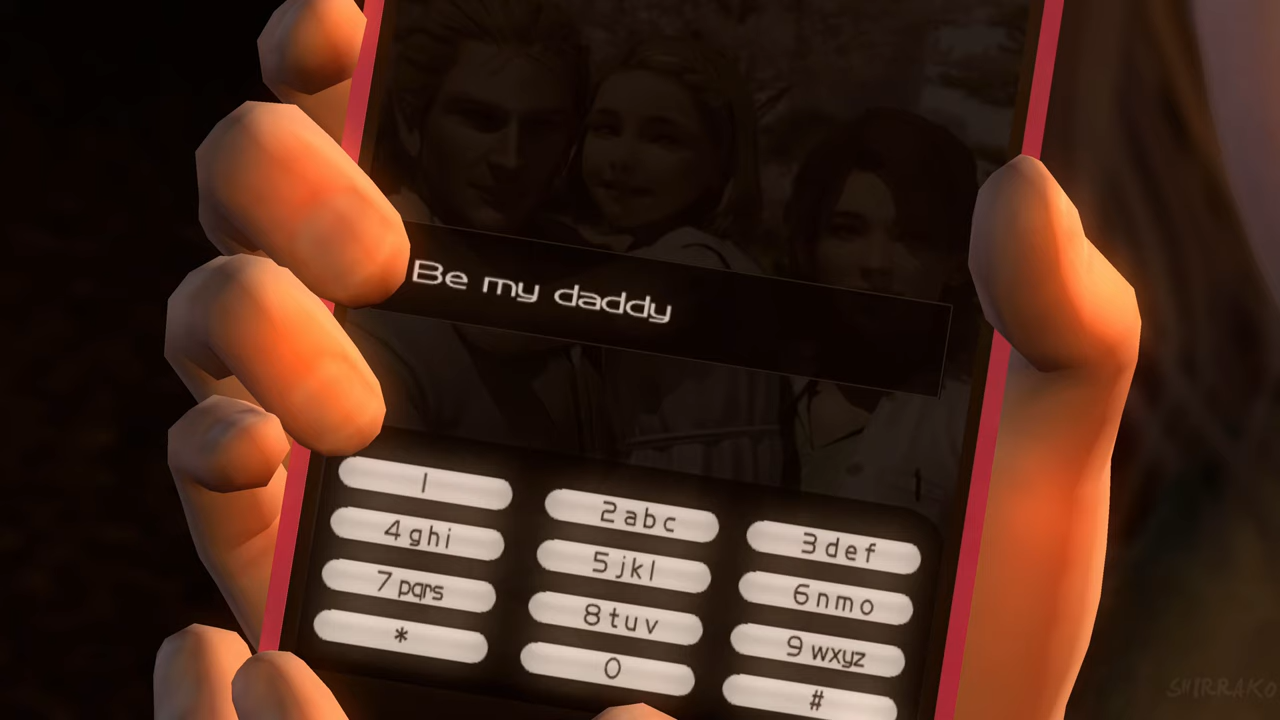 Be my daddy
1
2abc
3def
4ghi
5jkl
6nmo
7pqrs
8tuv
9wxyz
*
0
#
SHIRRAKO